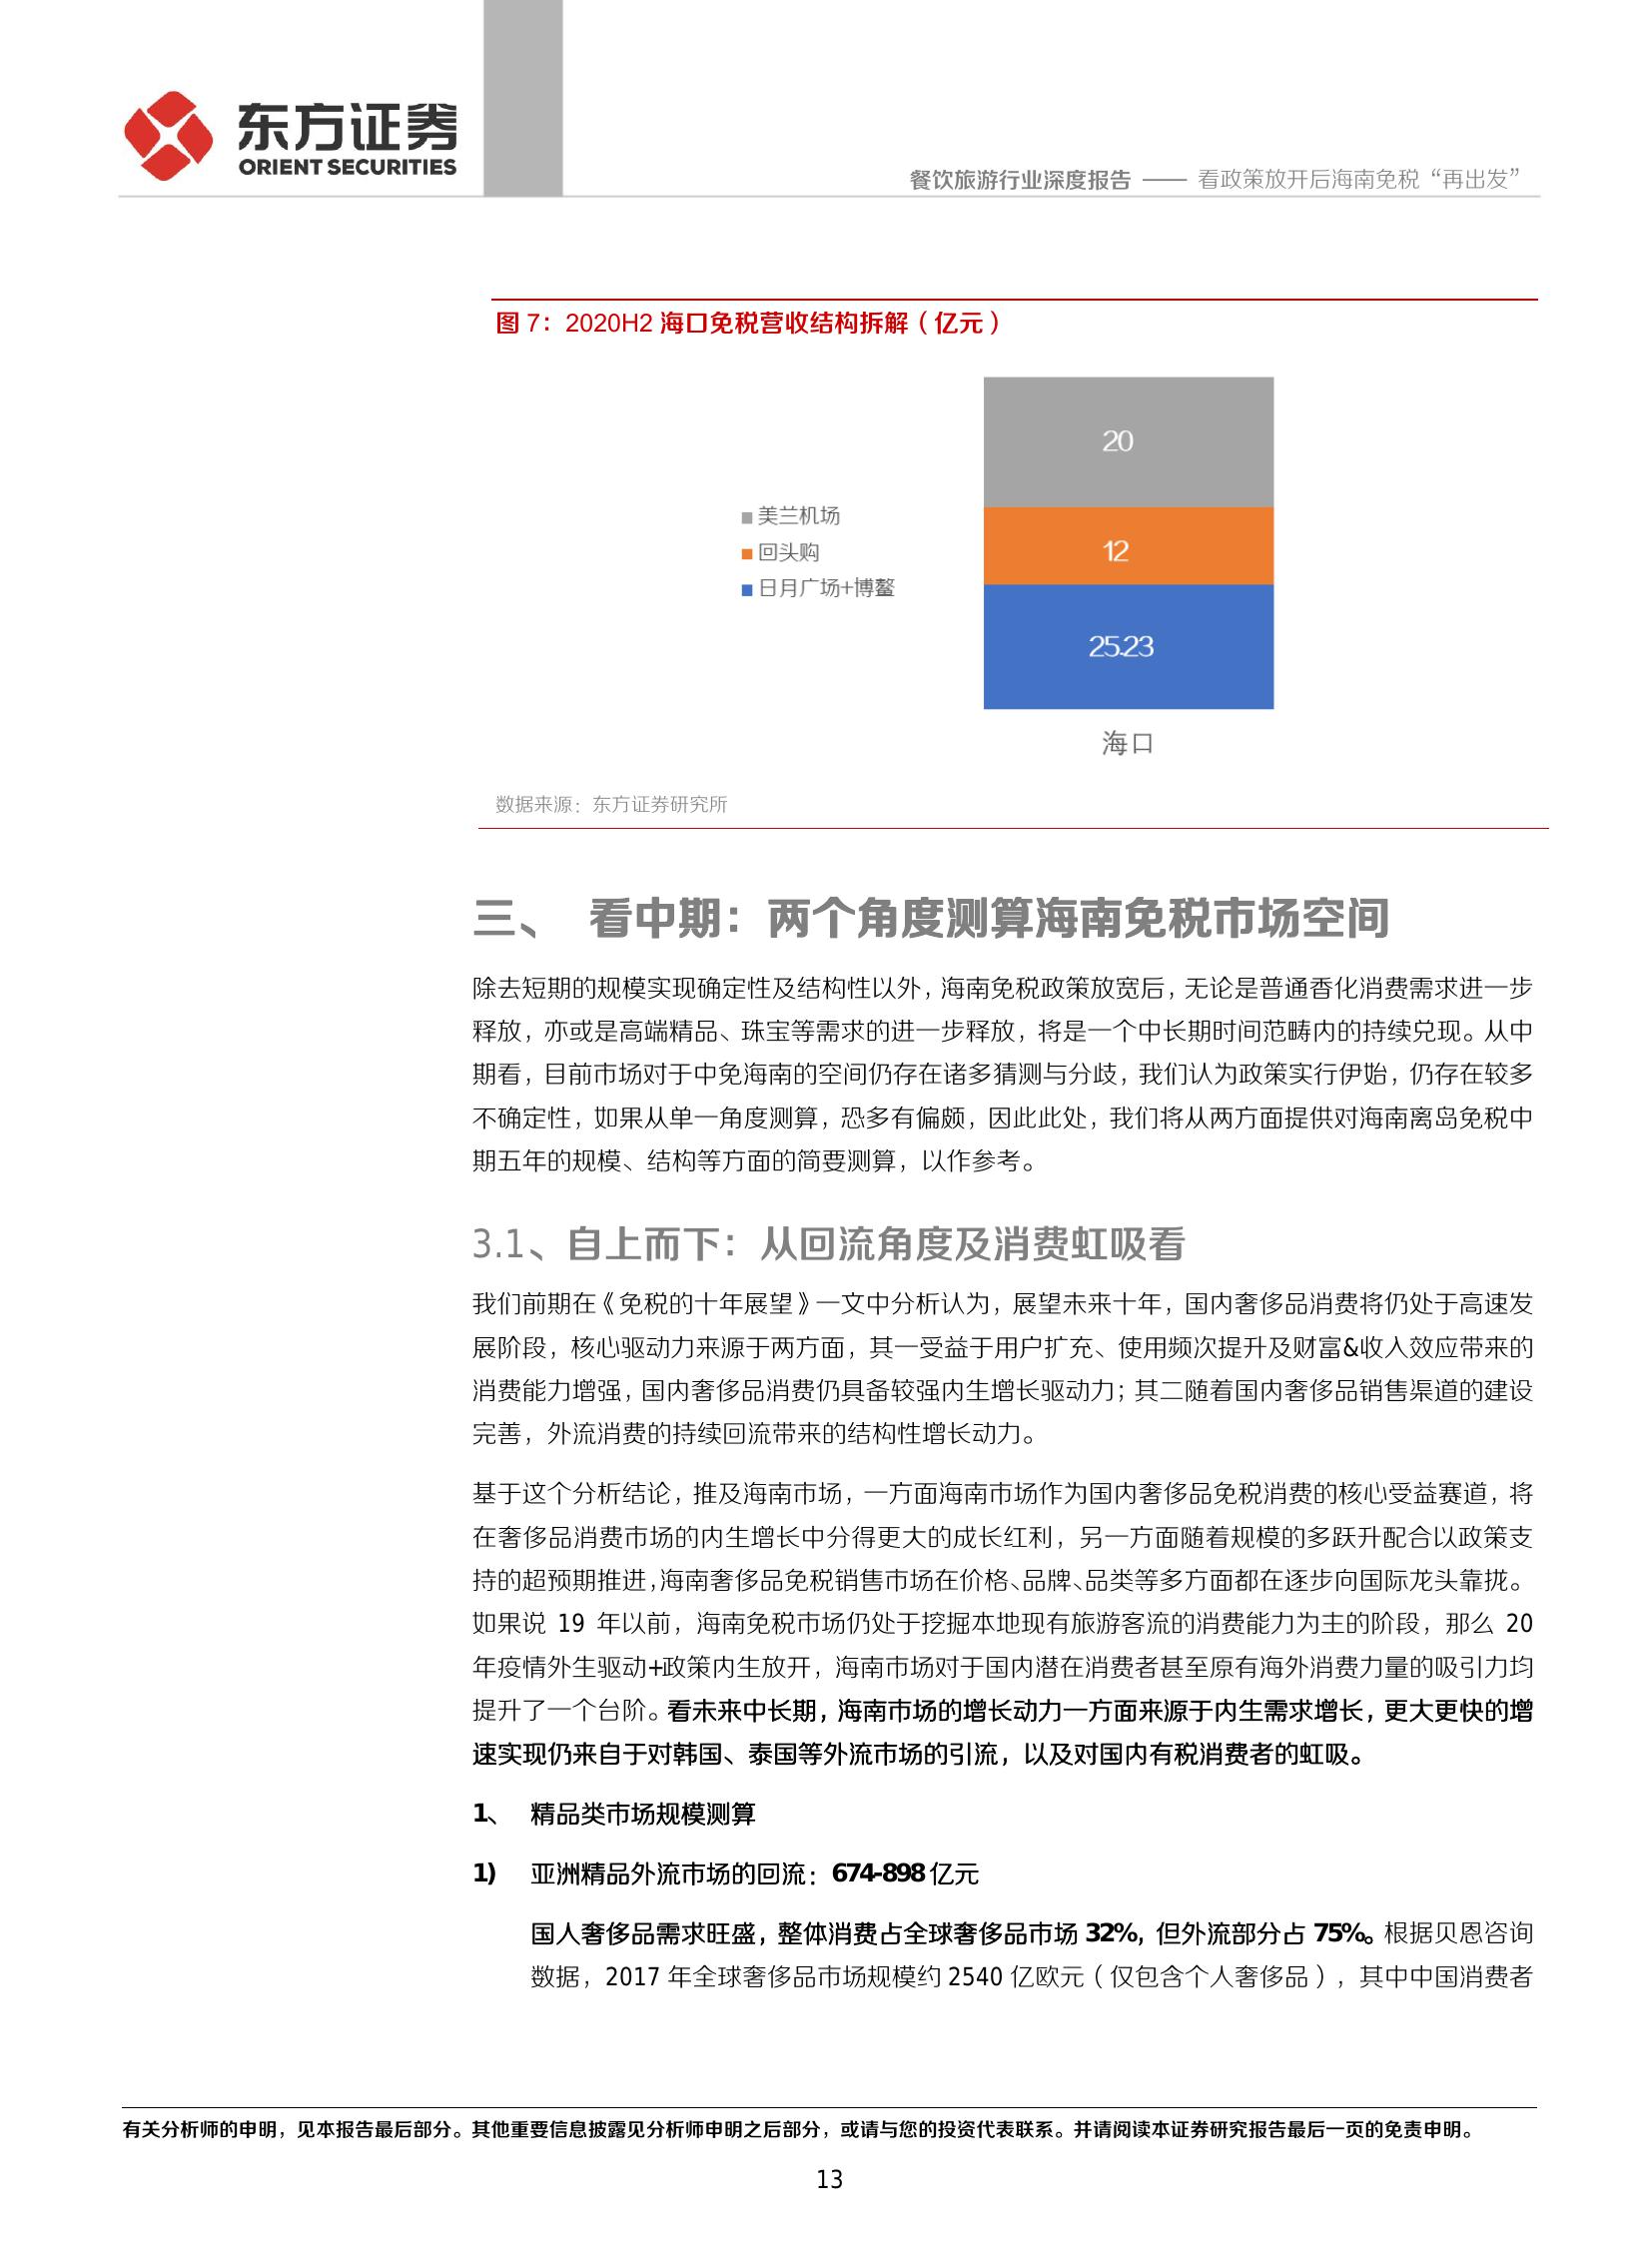 东方证券
ORIENT SECURITIES
餐饮旅游行业深度报告 —— 看政策放开后海南免税“再出发”
图 7：2020H2 海口免税营收结构拆解（亿元）
20
美兰机场
12
回头购
日月广场+博鳌
25.23
海口
数据来源：东方证券研究所
三、 看中期：两个角度测算海南免税市场空间
除去短期的规模实现确定性及结构性以外，海南免税政策放宽后，无论是普通香化消费需求进一步
释放，亦或是高端精品、珠宝等需求的进一步释放，将是一个中长期时间范畴内的持续兑现。从中
期看，目前市场对于中免海南的空间仍存在诸多猜测与分歧，我们认为政策实行伊始，仍存在较多
不确定性，如果从单一角度测算，恐多有偏颇，因此此处，我们将从两方面提供对海南离岛免税中
期五年的规模、结构等方面的简要测算，以作参考。
3.1、自上而下：从回流角度及消费虹吸看
我们前期在《免税的十年展望》一文中分析认为，展望未来十年，国内奢侈品消费将仍处于高速发
展阶段，核心驱动力来源于两方面，其一受益于用户扩充、使用频次提升及财富&收入效应带来的
消费能力增强，国内奢侈品消费仍具备较强内生增长驱动力；其二随着国内奢侈品销售渠道的建设
完善，外流消费的持续回流带来的结构性增长动力。
基于这个分析结论，推及海南市场，一方面海南市场作为国内奢侈品免税消费的核心受益赛道，将
在奢侈品消费市场的内生增长中分得更大的成长红利，另一方面随着规模的多跃升配合以政策支
持的超预期推进，海南奢侈品免税销售市场在价格、品牌、品类等多方面都在逐步向国际龙头靠拢。
如果说 19 年以前，海南免税市场仍处于挖掘本地现有旅游客流的消费能力为主的阶段，那么 20
年疫情外生驱动+政策内生放开，海南市场对于国内潜在消费者甚至原有海外消费力量的吸引力均
提升了一个台阶。看未来中长期，海南市场的增长动力一方面来源于内生需求增长，更大更快的增
速实现仍来自于对韩国、泰国等外流市场的引流，以及对国内有税消费者的虹吸。
1、 精品类市场规模测算
1) 亚洲精品外流市场的回流：674-898 亿元
国人奢侈品需求旺盛，整体消费占全球奢侈品市场 32%，但外流部分占 75%。根据贝恩咨询
数据，2017 年全球奢侈品市场规模约 2540 亿欧元（仅包含个人奢侈品），其中中国消费者
有关分析师的申明，见本报告最后部分。其他重要信息披露见分析师申明之后部分，或请与您的投资代表联系。并请阅读本证券研究报告最后一页的免责申明。
13